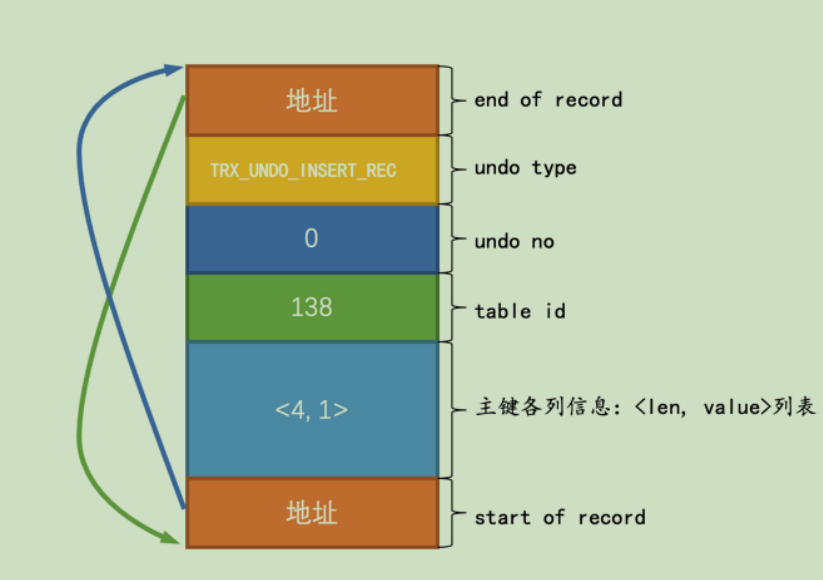 地址
end of record
TRX_UNDO_INSERT_REC
undo type
0
undo no
138
table id
<4, 1>
主键各列信息: <len, value>列表
地址
start of record